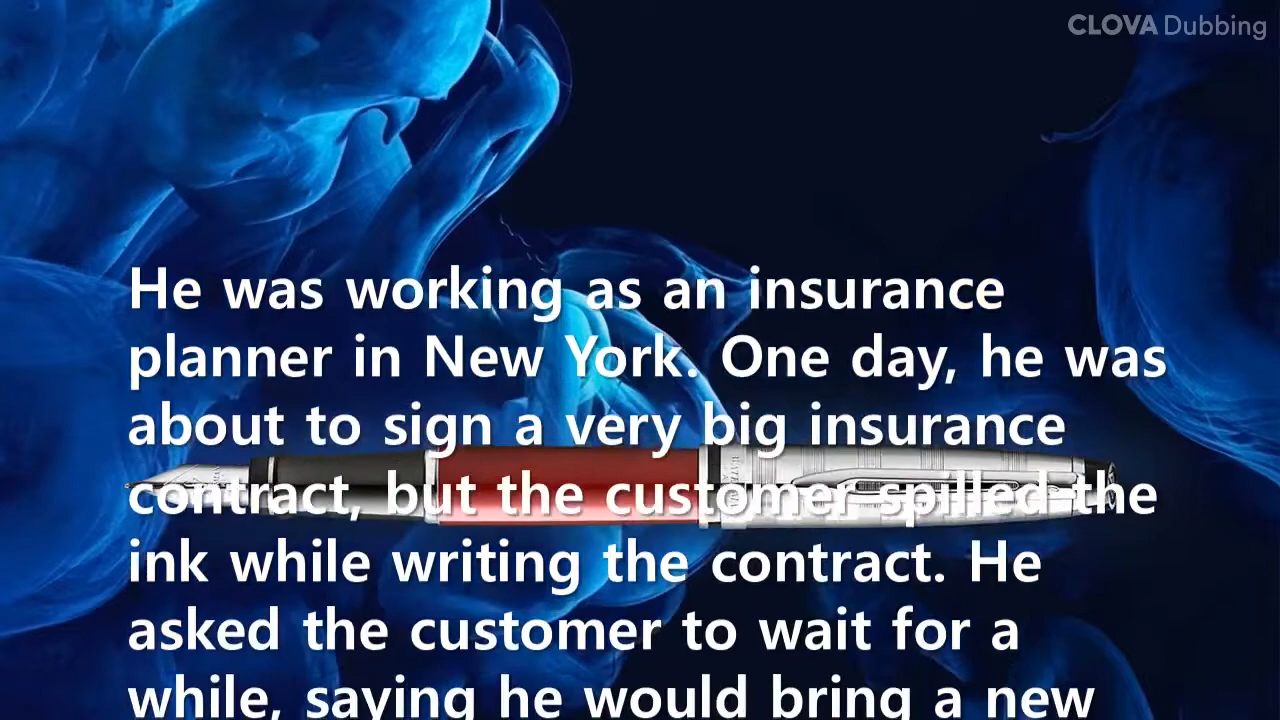 CLOVA Dubbing
He was working as an insurance
planner in New York. One day, he was
about to sign a very big insurance
contract, but the customer spilled the
ink while writing the contract. He
asked the customer to wait for a
while, saying he would bring a new